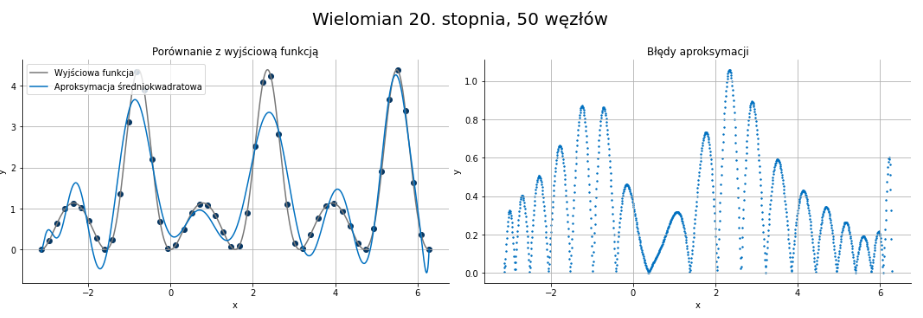 Wielomian 20. stopnia, 50 węzłów
Porównanie z wyjściową funkcją
Wyjściowa funkcja
Aproksymacja średniokwadratowa
y
4
3
2
1
0
−2
0
2
4
6
x
Błędy aproksymacji
y
1.0
0.8
0.6
0.4
0.2
0.0
−2
0
2
4
6
x